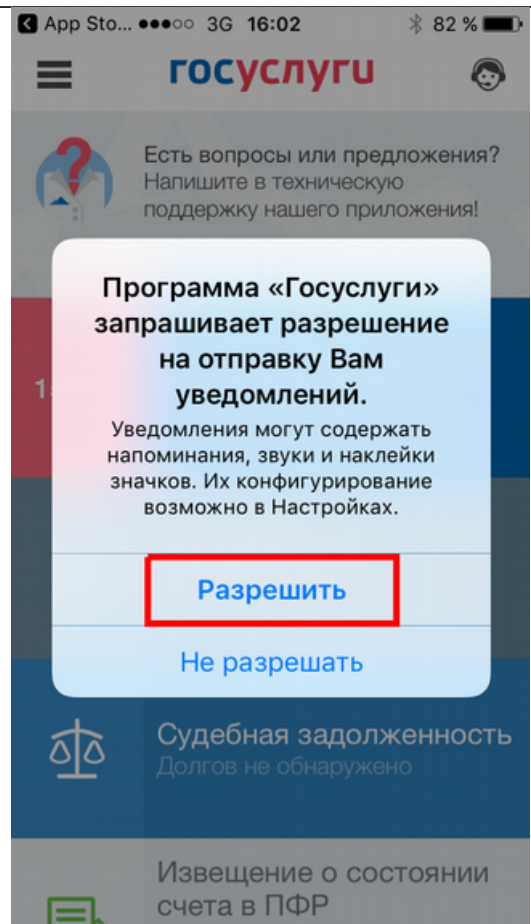 App Sto... 3G 16:02 82 %
госуслуги
Есть вопросы или предложения?
Напишите в техническую
поддержку нашего приложения!
Программа «Госуслуги»
запрашивает разрешение
на отправку Вам
уведомлений.
Уведомления могут содержать
напоминания, звуки и наклейки
значков. Их конфигурирование
возможно в Настройках.
Разрешить
Не разрешать
Судебная задолженность
Долгов не обнаружено
Извещение о состоянии
счета в ПФР